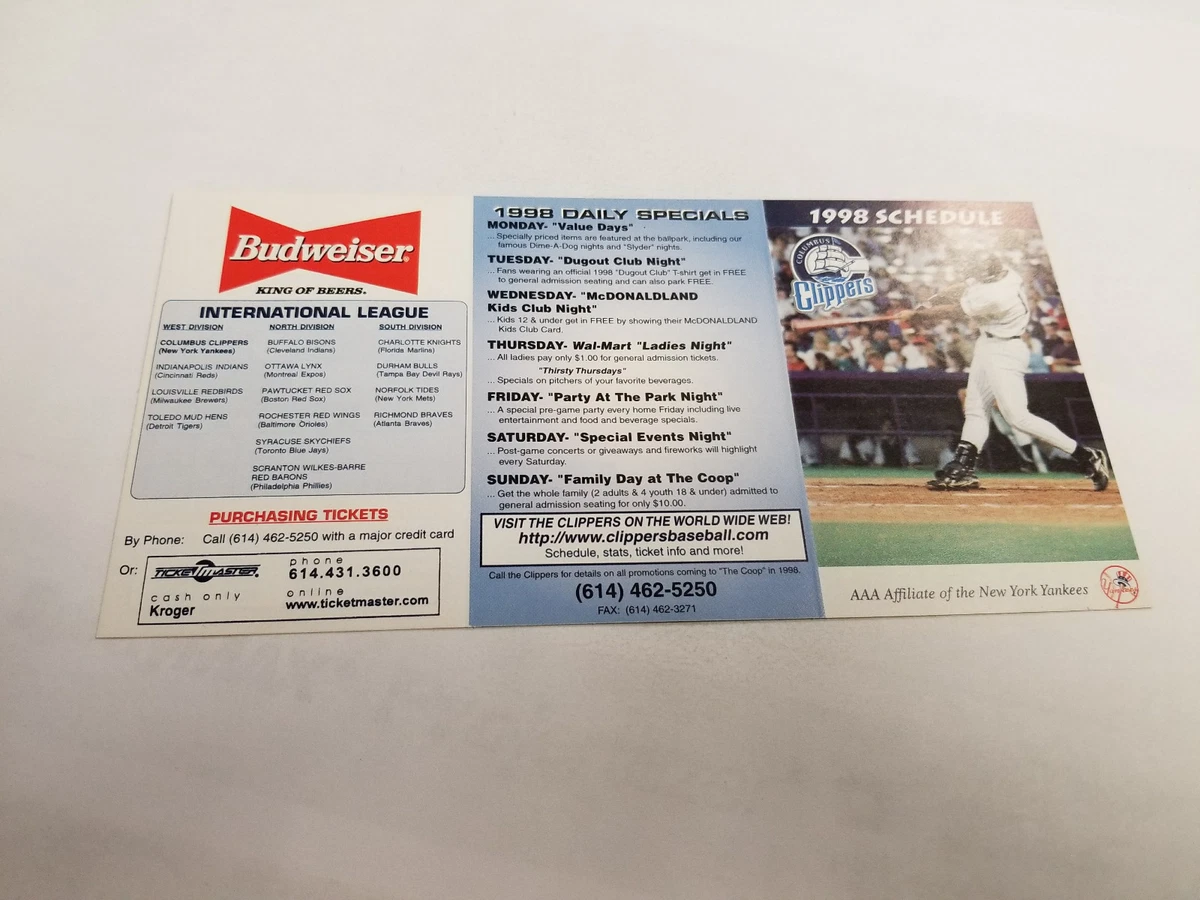 Budweiser®
KING OF BEERS.
INTERNATIONAL LEAGUE
WEST DIVISION
COLUMBUS CLIPPERS
(New York Yankees)
INDIANAPOLIS INDIANS
(Cincinnati Reds)
LOUISVILLE REDBIRDS
(Milwaukee Brewers)
TOLEDO MUD HENS
(Detroit Tigers)
NORTH DIVISION
BUFFALO BISONS
(Cleveland Indians)
OTTAWA LYNX
(Montreal Expos)
PAWTUCKET RED SOX
(Boston Red Sox)
ROCHESTER RED WINGS
(Baltimore Orioles)
SYRACUSE SKYCHIEFS
(Toronto Blue Jays)
SCRANTON WILKES-BARRE
RED BARONS
(Philadelphia Phillies)
SOUTH DIVISION
CHARLOTTE KNIGHTS
(Florida Marlins)
DURHAM BULLS
(Tampa Bay Devil Rays)
NORFOLK TIDES
(New York Mets)
RICHMOND BRAVES
(Atlanta Braves)
PURCHASING TICKETS
By Phone: Call (614) 462-5250 with a major credit card
Or:
TICKETMASTER
cash only
Kroger
phone
614.431.3600
online
www.ticketmaster.com
1998 DAILY SPECIALS
MONDAY- "Value Days"
... Specially priced items are featured at the ballpark, including our
famous Dime-A-Dog nights and "Slyder" nights.
TUESDAY- "Dugout Club Night"
... Fans wearing an official 1998 "Dugout Club" T-shirt get in FREE
to general admission seating and can also park FREE.
WEDNESDAY- "McDONALDLAND
Kids Club Night"
... Kids 12 & under get in FREE by showing their McDONALDLAND
Kids Club Card.
THURSDAY- Wal-Mart "Ladies Night"
... All ladies pay only $1.00 for general admission tickets.
"Thirsty Thursdays"
... Specials on pitchers of your favorite beverages.
FRIDAY- "Party At The Park Night"
... A special pre-game party every home Friday including live
entertainment and food and beverage specials.
SATURDAY- "Special Events Night"
... Post-game concerts or giveaways and fireworks will highlight
every Saturday.
SUNDAY- "Family Day at The Coop"
... Get the whole family (2 adults & 4 youth 18 & under) admitted to
general admission seating for only $10.00.
VISIT THE CLIPPERS ON THE WORLD WIDE WEB!
http://www.clippersbaseball.com
Schedule, stats, ticket info and more!
Call the Clippers for details on all promotions coming to "The Coop" in 1998.
(614) 462-5250
FAX: (614) 462-3271
1998 SCHEDULE
COLUMBUS
Clippers
AAA Affiliate of the New York Yankees
Yankees